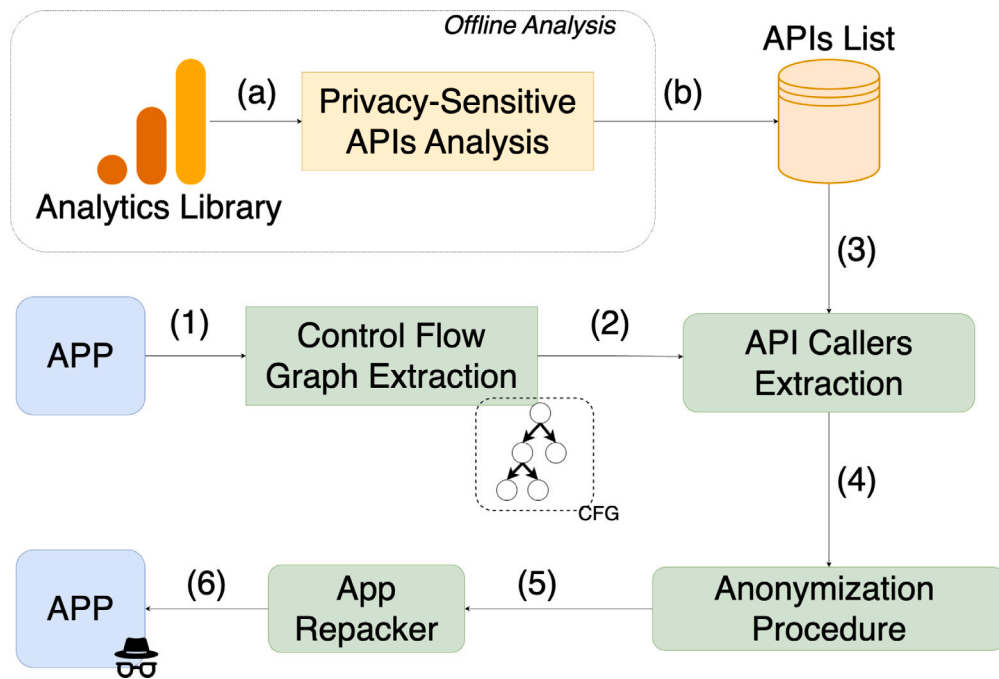 Offline Analysis
APIs List
(a)
Privacy-Sensitive
APIs Analysis
(b)
Analytics Library
(3)
APP
(1)
Control Flow
Graph Extraction
(2)
API Callers
Extraction
CFG
(4)
APP
(6)
App
Repacker
(5)
Anonymization
Procedure